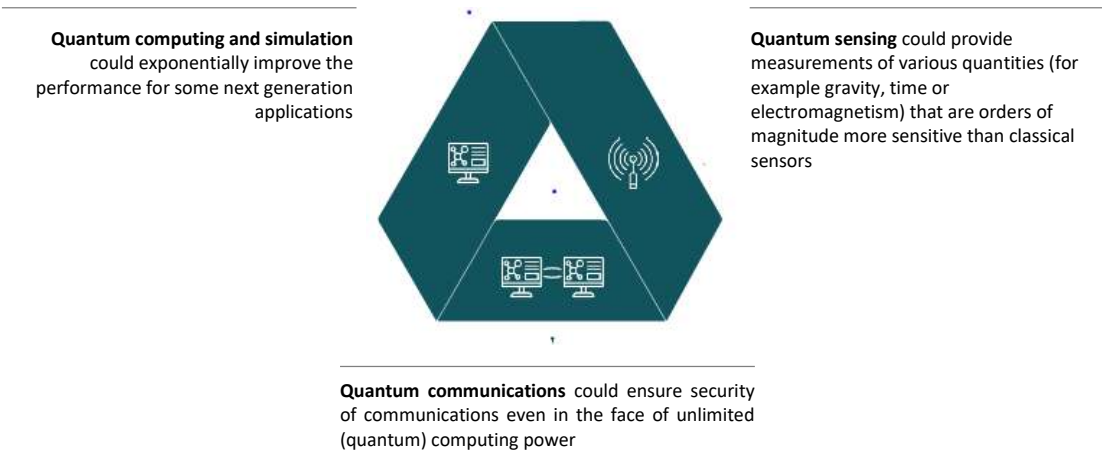 Quantum computing and simulation
could exponentially improve the
performance for some next generation
applications
Quantum sensing could provide
measurements of various quantities (for
example gravity, time or
electromagnetism) that are orders of
magnitude more sensitive than classical
sensors
Quantum communications could ensure security
of communications even in the face of unlimited
(quantum) computing power